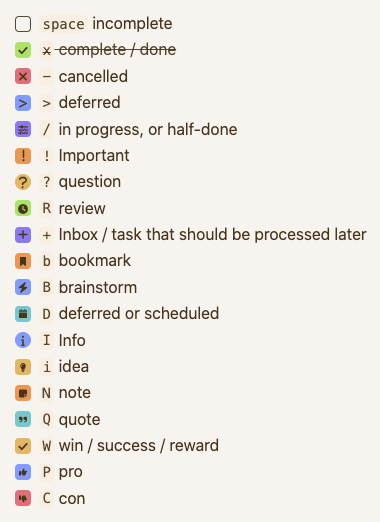 space incomplete
x complete / done
- cancelled
> deferred
/ in progress, or half-done
! Important
? question
R review
+ Inbox / task that should be processed later
b bookmark
B brainstorm
D deferred or scheduled
I Info
i idea
N note
Q quote
W win / success / reward
P pro
C con